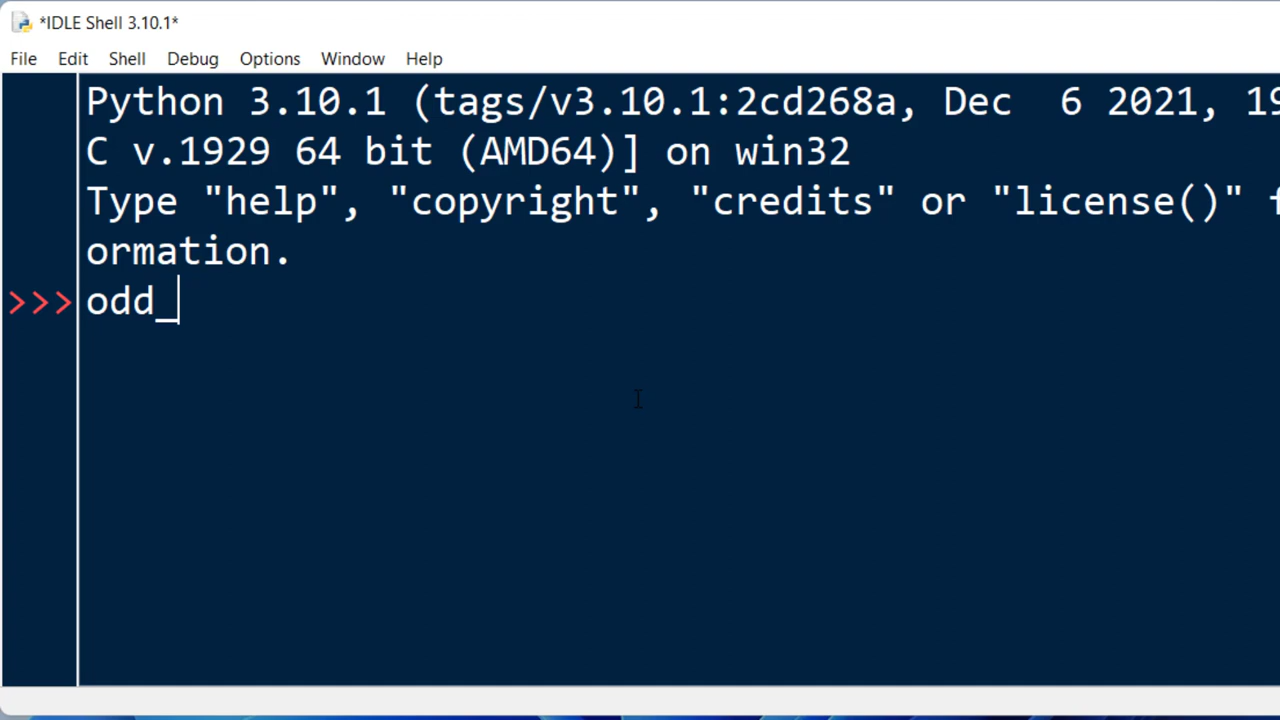 *IDLE Shell 3.10.1*
File Edit Shell Debug Options Window Help
Python 3.10.1 (tags/v3.10.1:2cd268a, Dec  6 2021, 19
C v.1929 64 bit (AMD64)] on win32
Type "help", "copyright", "credits" or "license()" f
ormation.
>>> odd_